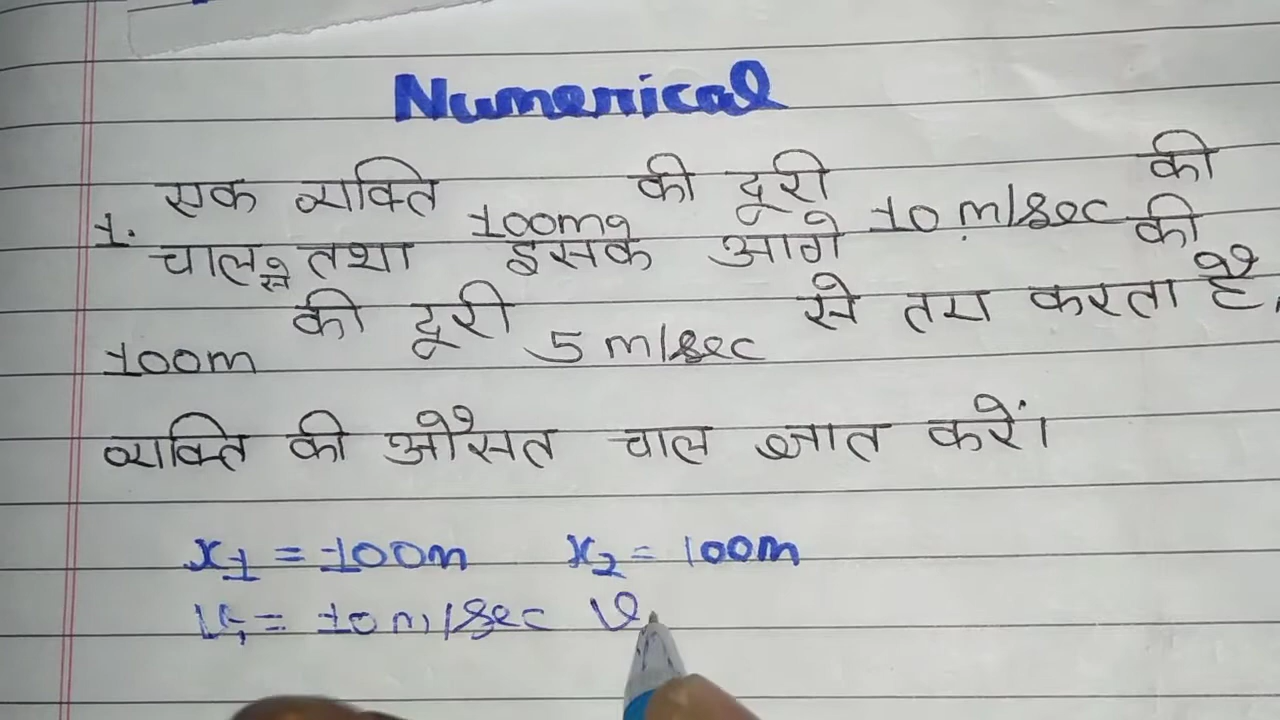 Numerical
1. एक व्यक्ति 100m की दूरी 10 m/sec की
चाल से तथा इसके आगे की
100m की दूरी 5 m/sec से तय करता है,
व्यक्ति की औसत चाल ज्ञात करें।
x1 = 100m x2 = 100m
v1 = 10 m/sec v